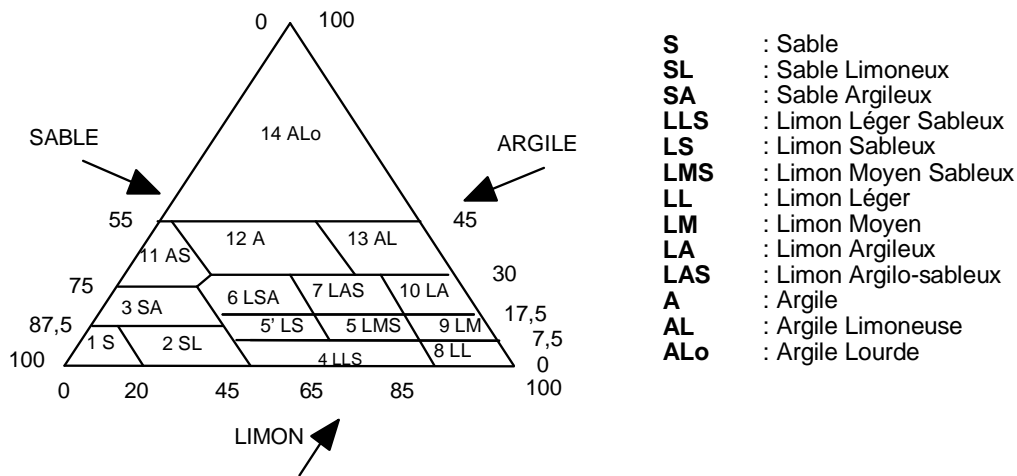 0 100
14 ALo
SABLE
ARGILE
55
45
12 A
13 AL
11 AS
30
75
10 LA
7 LAS
6 LSA
3 SA
17,5
87,5
5' LS
5 LMS
9 LM
7,5
1 S
2 SL
8 LL
4 LLS
100
0
0
20
45
65
85
100
LIMON
S : Sable
SL : Sable Limoneux
SA : Sable Argileux
LLS : Limon Léger Sableux
LS : Limon Sableux
LMS : Limon Moyen Sableux
LL : Limon Léger
LM : Limon Moyen
LA : Limon Argileux
LAS : Limon Argilo-sableux
A : Argile
AL : Argile Limoneuse
ALo : Argile Lourde